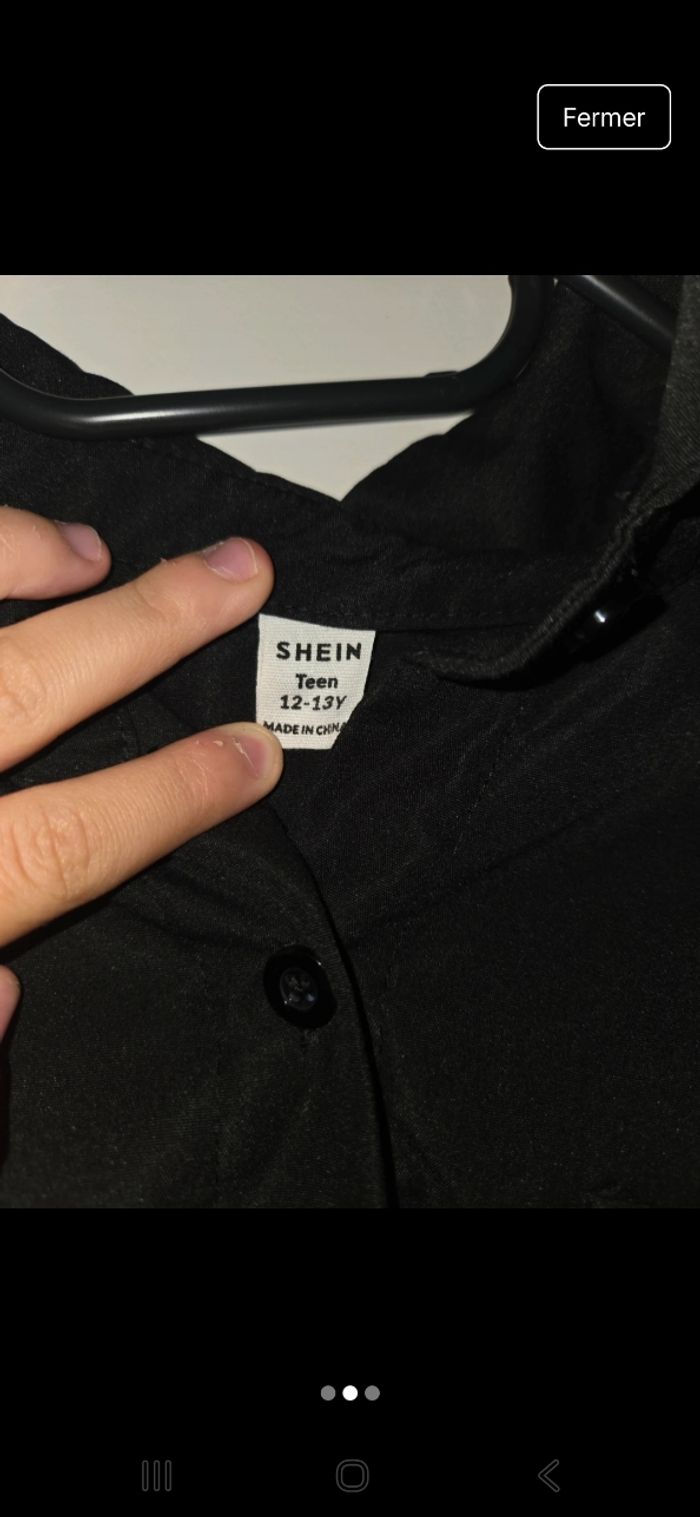 Fermer
SHEIN
Teen
12-13Y
MADE IN CHINA